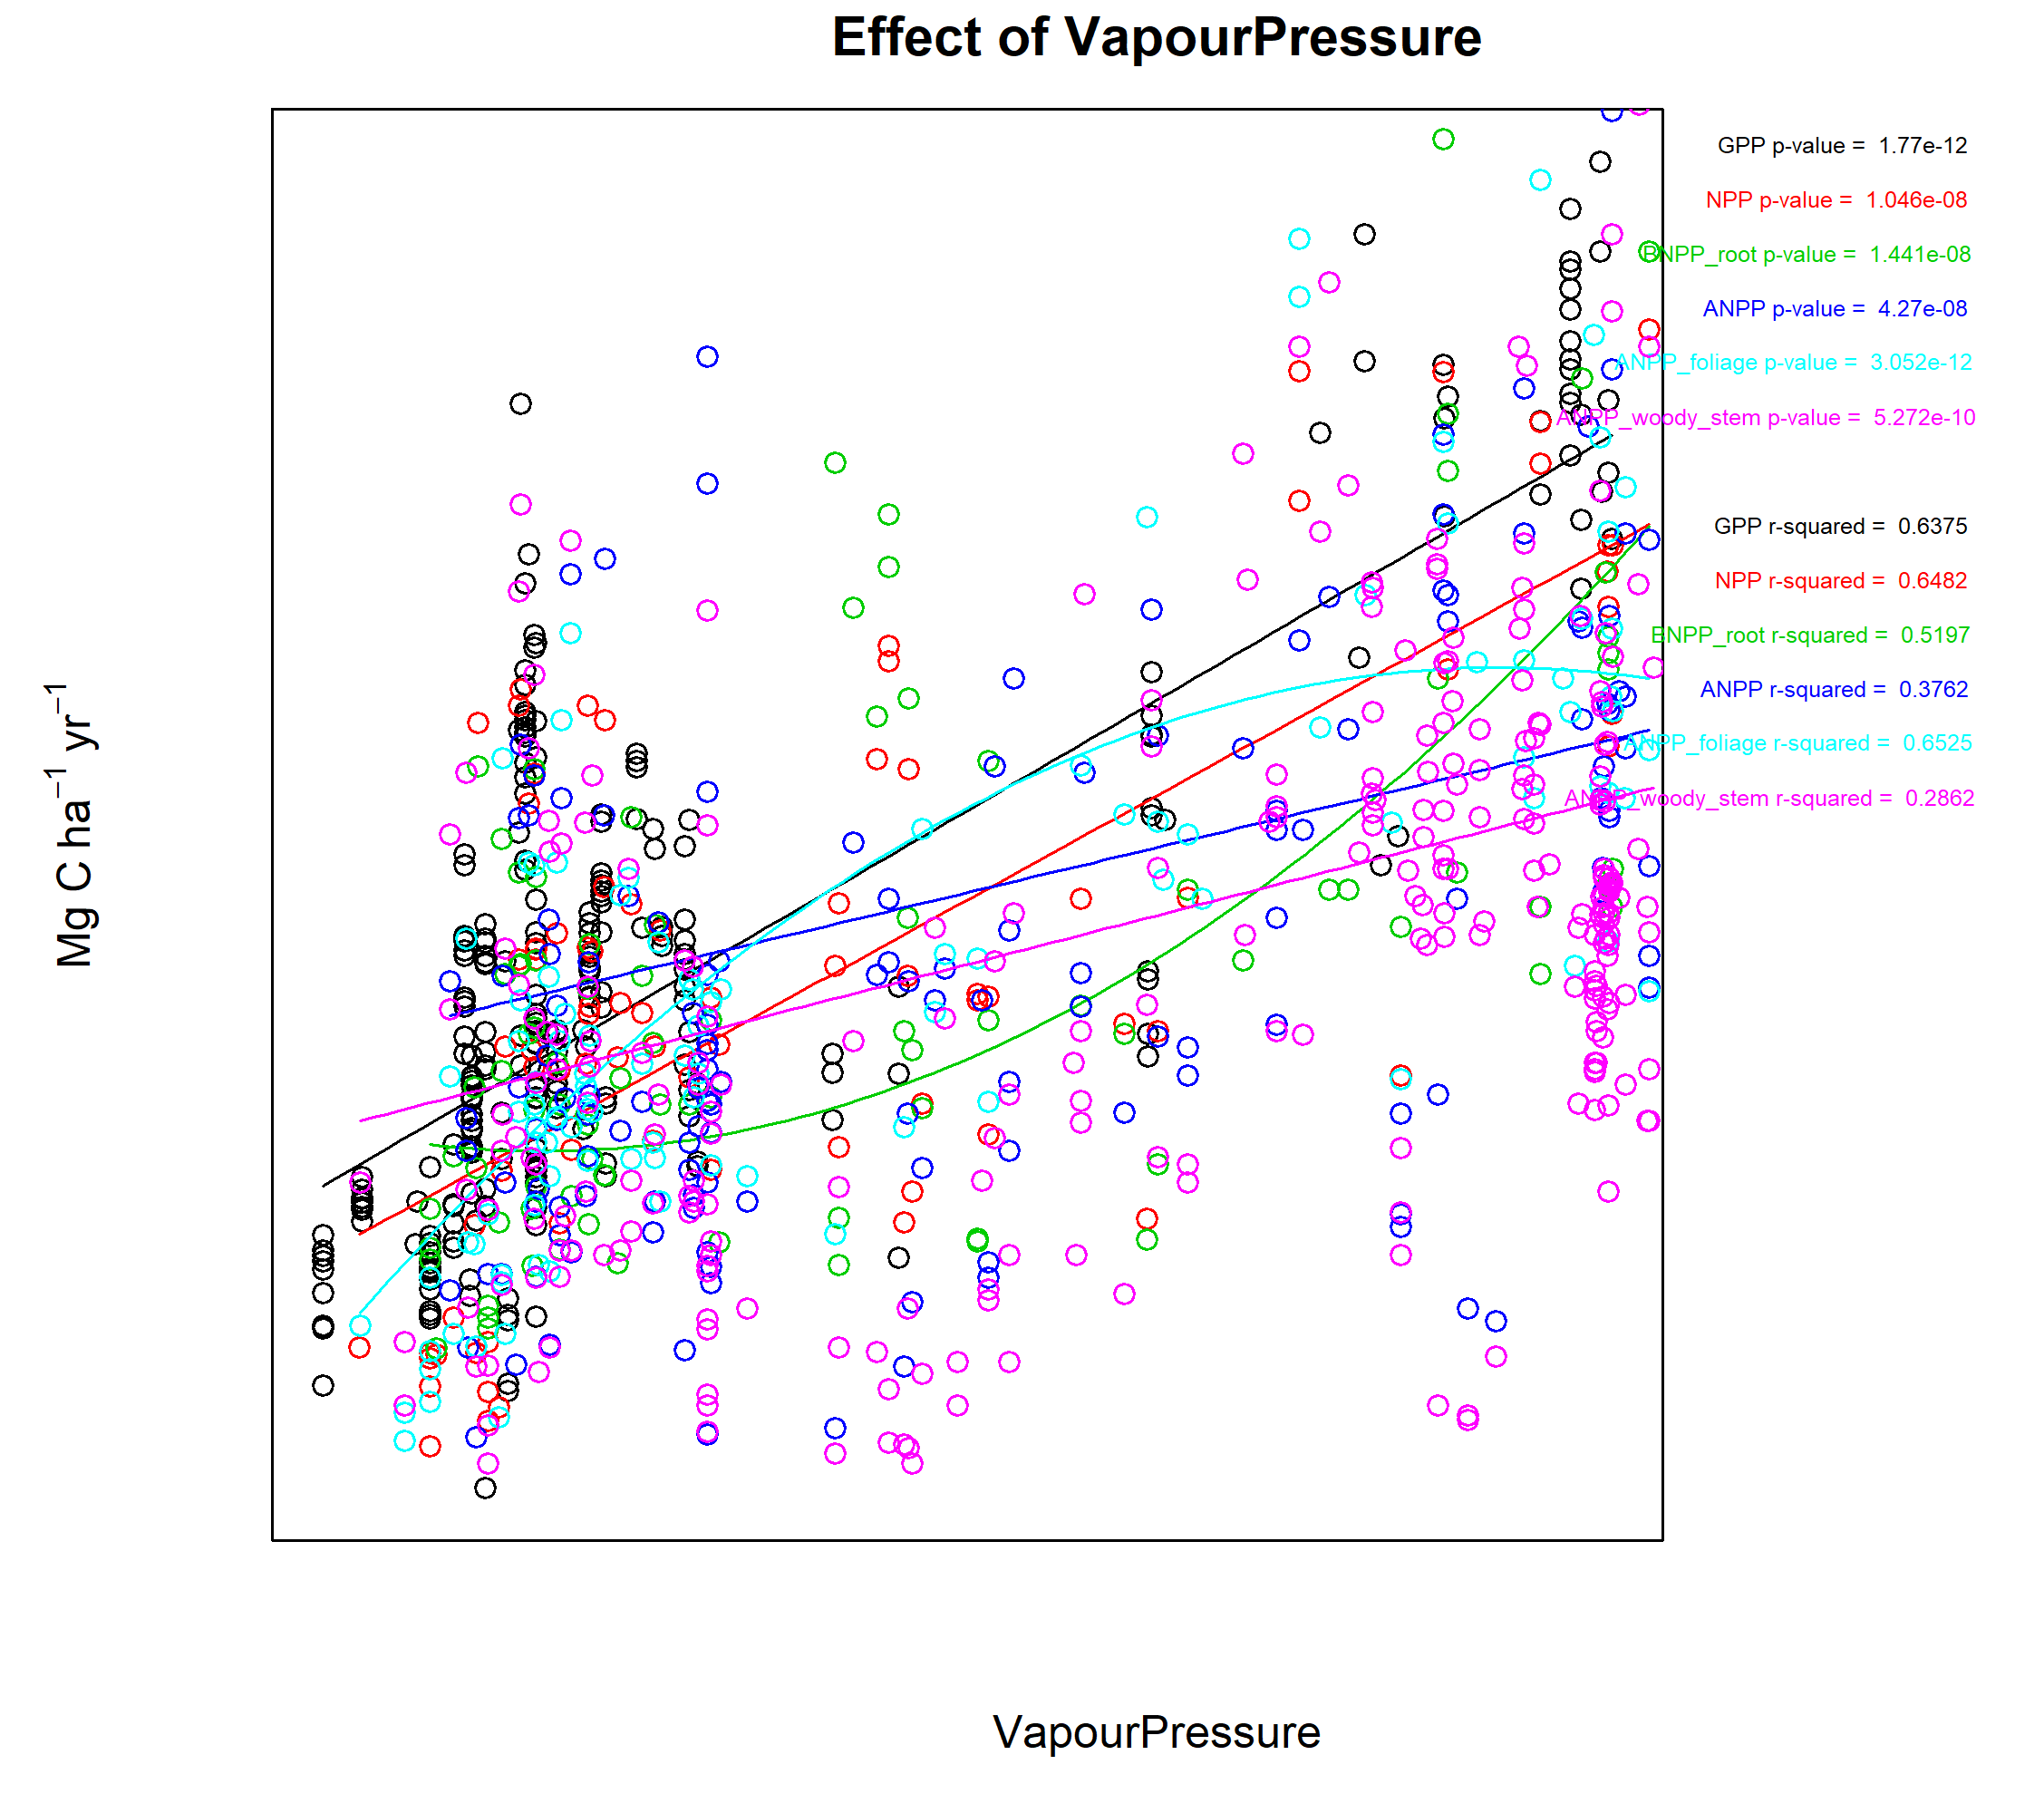 Effect of VapourPressure
GPP p-value = 1.77e-12
NPP p-value = 1.046e-08
BNPP_root p-value = 1.441e-08
ANPP p-value = 4.27e-08
ANPP_foliage p-value = 3.052e-12
ANPP_woody_stem p-value = 5.272e-10
GPP r-squared = 0.6375
NPP r-squared = 0.6482
BNPP_root r-squared = 0.5197
ANPP r-squared = 0.3762
ANPP_foliage r-squared = 0.6525
ANPP_woody_stem r-squared = 0.2862
Mg C ha⁻¹ yr⁻¹
VapourPressure